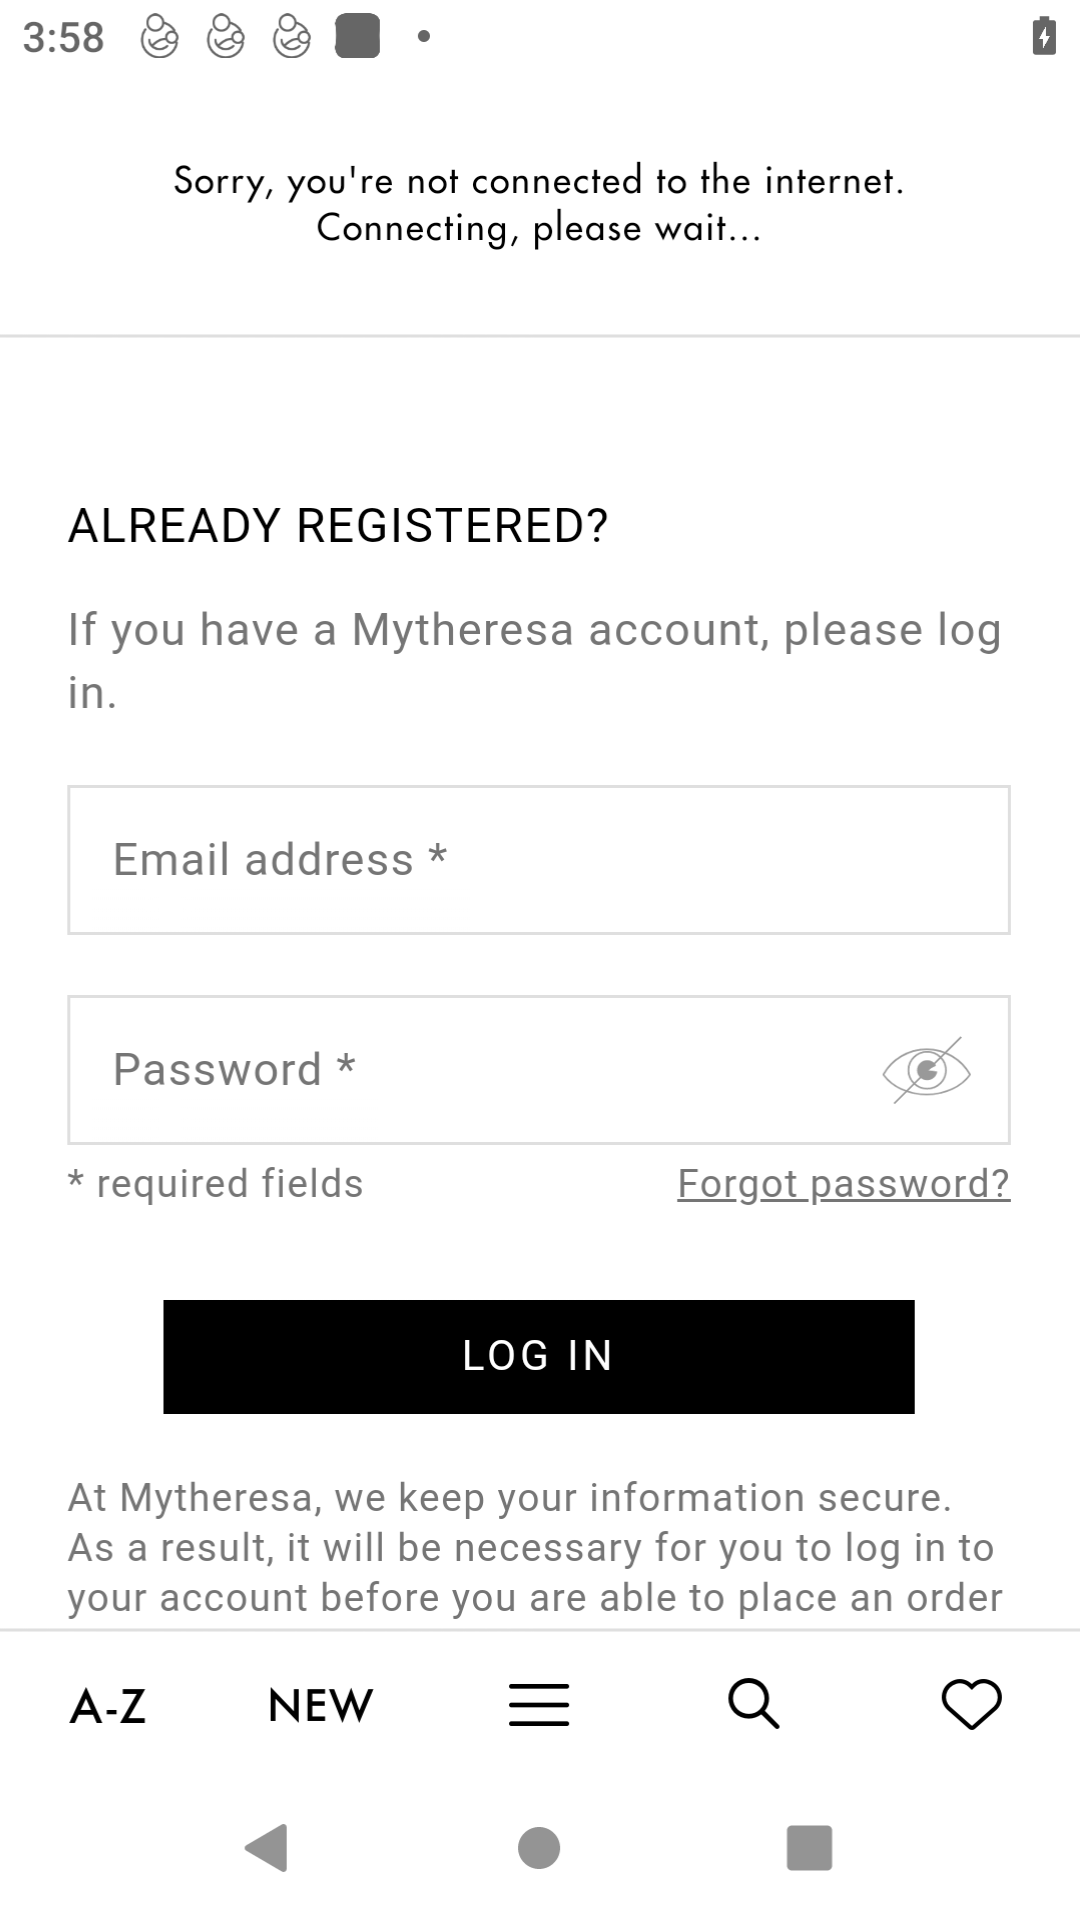 3:58
Sorry, you're not connected to the internet.
Connecting, please wait...
ALREADY REGISTERED?
If you have a Mytheresa account, please log
in.
Email address *
Password *
* required fields
Forgot password?
LOG IN
At Mytheresa, we keep your information secure.
As a result, it will be necessary for you to log in to
your account before you are able to place an order
A-Z
NEW